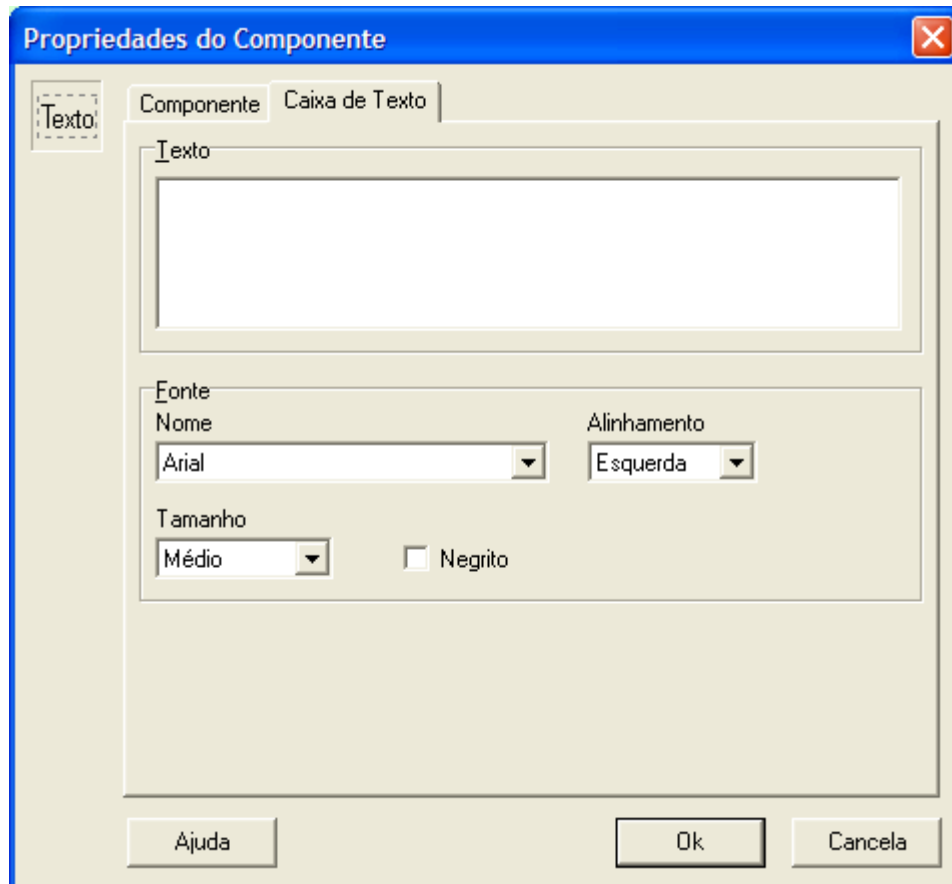 Propriedades do Componente
Texto
Componente Caixa de Texto
Texto
Fonte
Nome Alinhamento
Arial Esquerda
Tamanho
Médio Negrito
Ajuda Ok Cancela